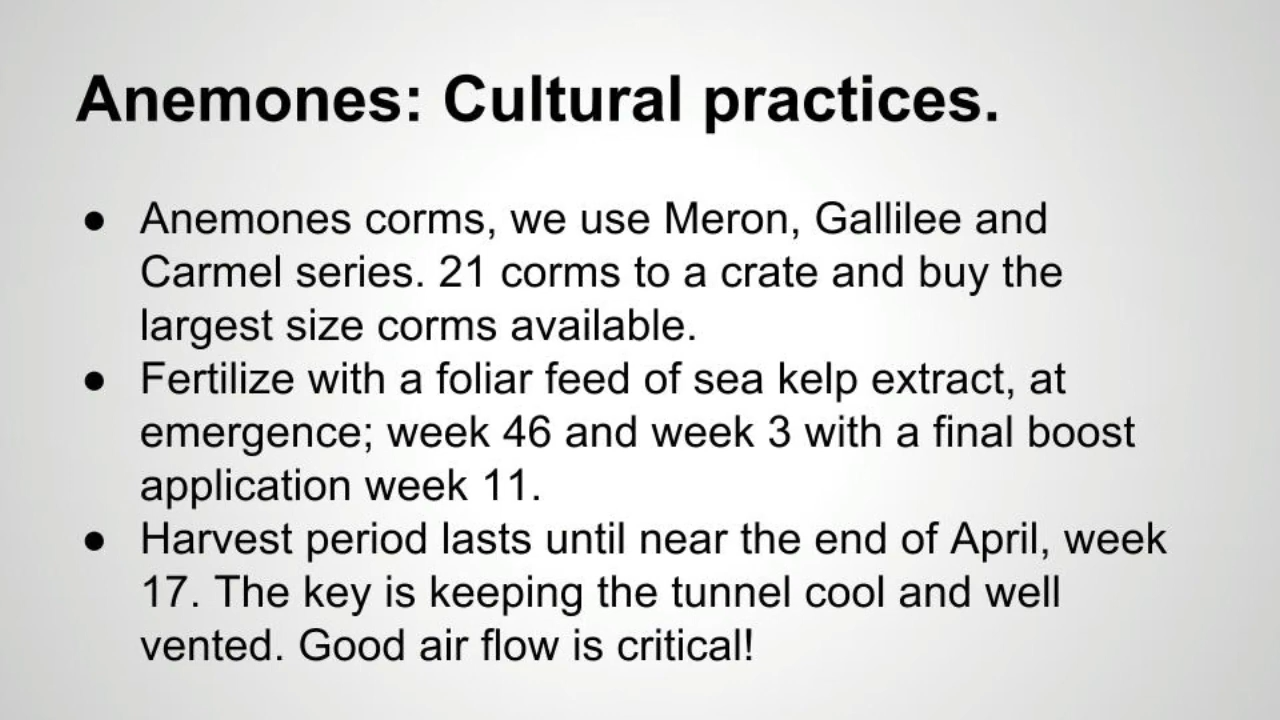 Anemones: Cultural practices.
● Anemones corms, we use Meron, Gallilee and
Carmel series. 21 corms to a crate and buy the
largest size corms available.
● Fertilize with a foliar feed of sea kelp extract, at
emergence; week 46 and week 3 with a final boost
application week 11.
● Harvest period lasts until near the end of April, week
17. The key is keeping the tunnel cool and well
vented. Good air flow is critical!